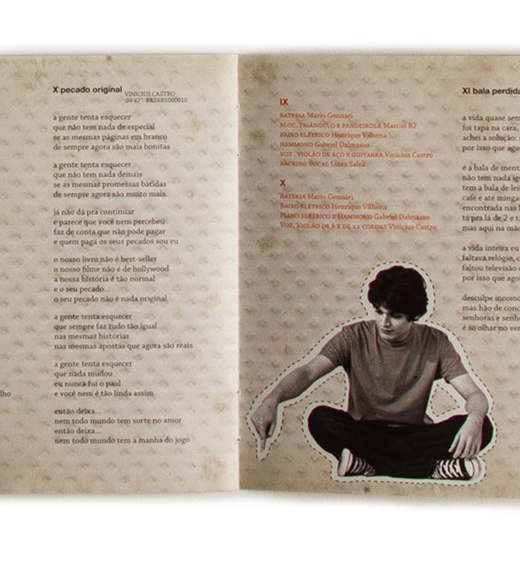 X pecado original
VINICIUS CASTRO
a gente tenta esquecer
que não tem nada de especial
se as mesmas páginas em branco
de sempre agora são mais bonitas
a gente tenta esquecer
que não tem nada demais
se as mesmas promessas batidas
de sempre agora são muito mais
já não dá pra continuar
e parece que você nem percebeu
faz de conta que não pode pagar
e quem paga os seus pecados sou eu
o nosso livro não é best-seller
o nosso filme não é de hollywood
a nossa história é tão normal
e o seu pecado...
o seu pecado não é nada original
a gente tenta esquecer
que sempre faz tudo tão igual
nas mesmas histórias
nas mesmas apostas que agora são reais
a gente tenta esquecer
que nada mudou
eu nunca fui o paul
e você nem é tão linda assim
então deixa...
nem todo mundo tem sorte no amor
então deixa...
nem todo mundo tem a manha do jogo
lho
IX
BATERIA Mario Gennari
BLOC, TRIÂNGULO E PANDEIROLA Marcus B2
BAIXO ELÉTRICO Henrique Vilhena
HAMMOND Gabriel Dalmasso
VOZ, VIOLÃO DE AÇO E GUITARRA Vinicius Castro
BACKING VOCAL Luisa
X
BATERIA Mario Gennari
BAIXO ELÉTRICO Henrique Vilhena
PIANO ELÉTRICO E HAMMOND Gabriel Dalmasso
VOZ, VIOLÃO DE 6 E DE 12 CORDAS Vinicius Castro
XI bala perdida
a vida quase sem
foi tapa na cara,
achei a solução:
por isso que ago
é a bala de ment
não tem nada ig
tem a bala de le
café e até minga
encontrada nas
tá pra lá de 2 e
mas aqui na mão
a vida inteira eu
faltava relógio,
faltou televisão
por isso que ago
desculpe incomo
mas hão de conc
senhoras e senh
é só olhar no ver